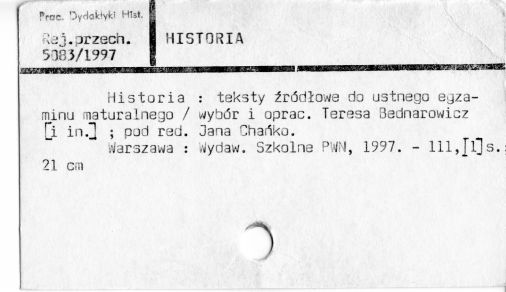 Prac. Dydaktyki Hist.
Rej.przech.
5083/1997
HISTORIA
Historia : teksty źródłowe do ustnego egza-
minu maturalnego / wybór i oprac. Teresa Bednarowicz
[i in.] ; pod red. Jana Chańko.
Warszawa : Wydaw. Szkolne PWN, 1997. - 111,[1]s.;
21 cm